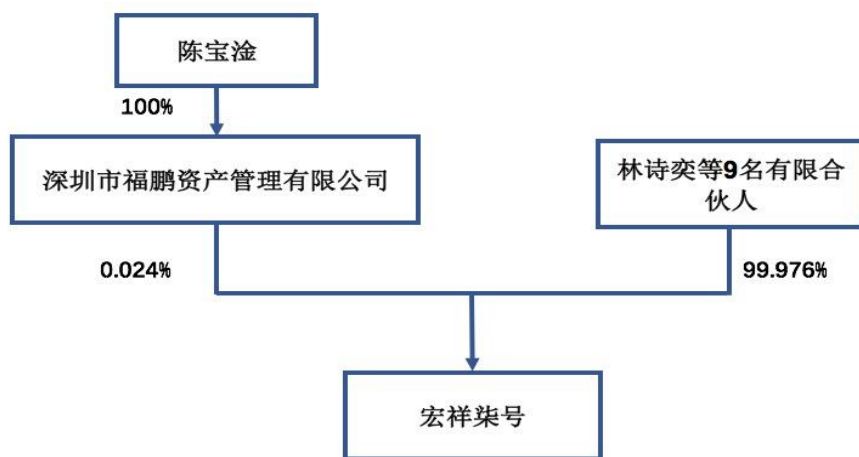 陈宝淦
100%
深圳市福鹏资产管理有限公司
林诗奕等9名有限合
伙人
0.024%
99.976%
宏祥柒号